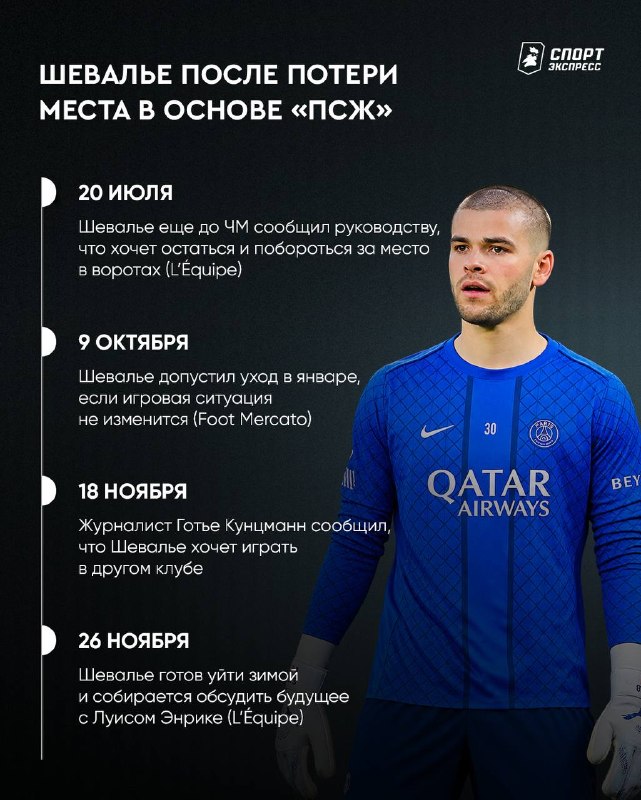 СПОРТ
ЭКСПРЕСС
ШЕВАЛЬЕ ПОСЛЕ ПОТЕРИ
МЕСТА В ОСНОВЕ «ПСЖ»
20 ИЮЛЯ
Шевалье еще до ЧМ сообщил руководству,
что хочет остаться и побороться за место
в воротах (L’Équipe)
9 ОКТЯБРЯ
Шевалье допустил уход в январе,
если игровая ситуация
не изменится (Foot Mercato)
18 НОЯБРЯ
Журналист Готье Кунцманн сообщил,
что Шевалье хочет играть
в другом клубе
26 НОЯБРЯ
Шевалье готов уйти зимой
и собирается обсудить будущее
с Луисом Энрике (L’Équipe)
30
PARIS
QATAR
AIRWAYS
BEY